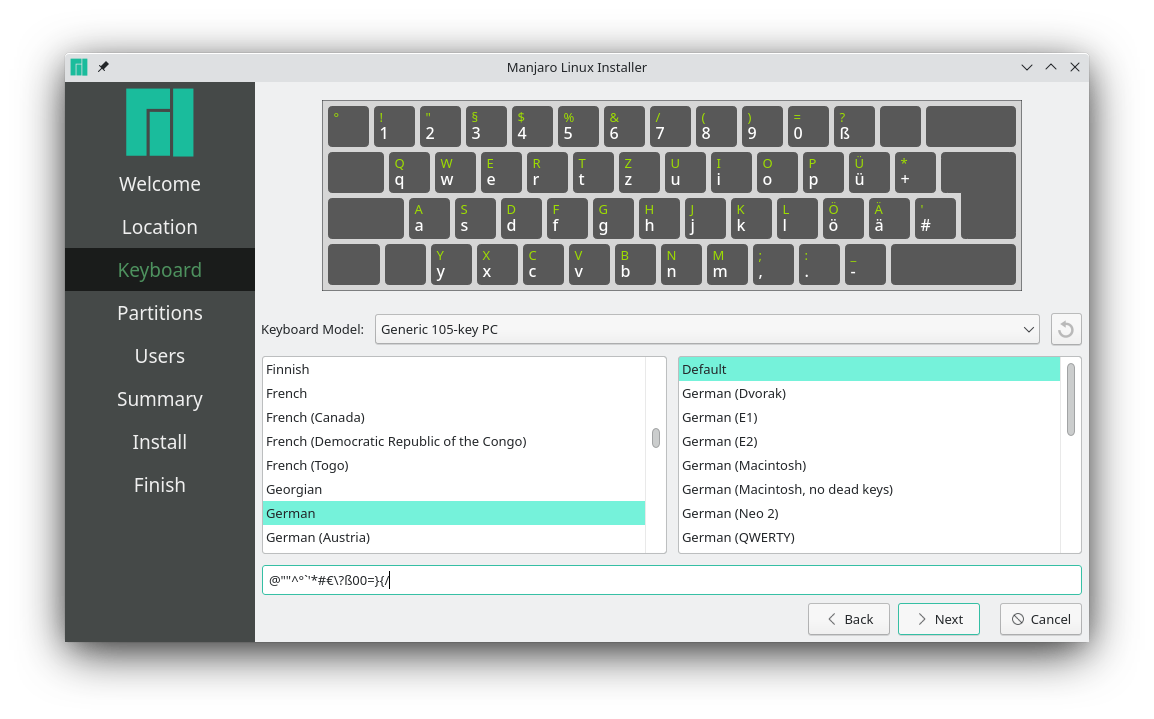 Manjaro Linux Installer
Welcome
Location
Keyboard
Partitions
Users
Summary
Install
Finish
° ! " § $ % & / ( ) = ?
1 2 3 4 5 6 7 8 9 0 ß
Q W E R T Z U I O P Ü *
q w e r t z u i o p ü +
A S D F G H J K L Ö Ä '
a s d f g h j k l ö ä #
Y X C V B N M ; : _
y x c v b n m , . -
Keyboard Model: Generic 105-key PC
Finnish
French
French (Canada)
French (Democratic Republic of the Congo)
French (Togo)
Georgian
German
German (Austria)
Default
German (Dvorak)
German (E1)
German (E2)
German (Macintosh)
German (Macintosh, no dead keys)
German (Neo 2)
German (QWERTY)
@""^°`'*#€\?ß00=}{/
Back Next Cancel